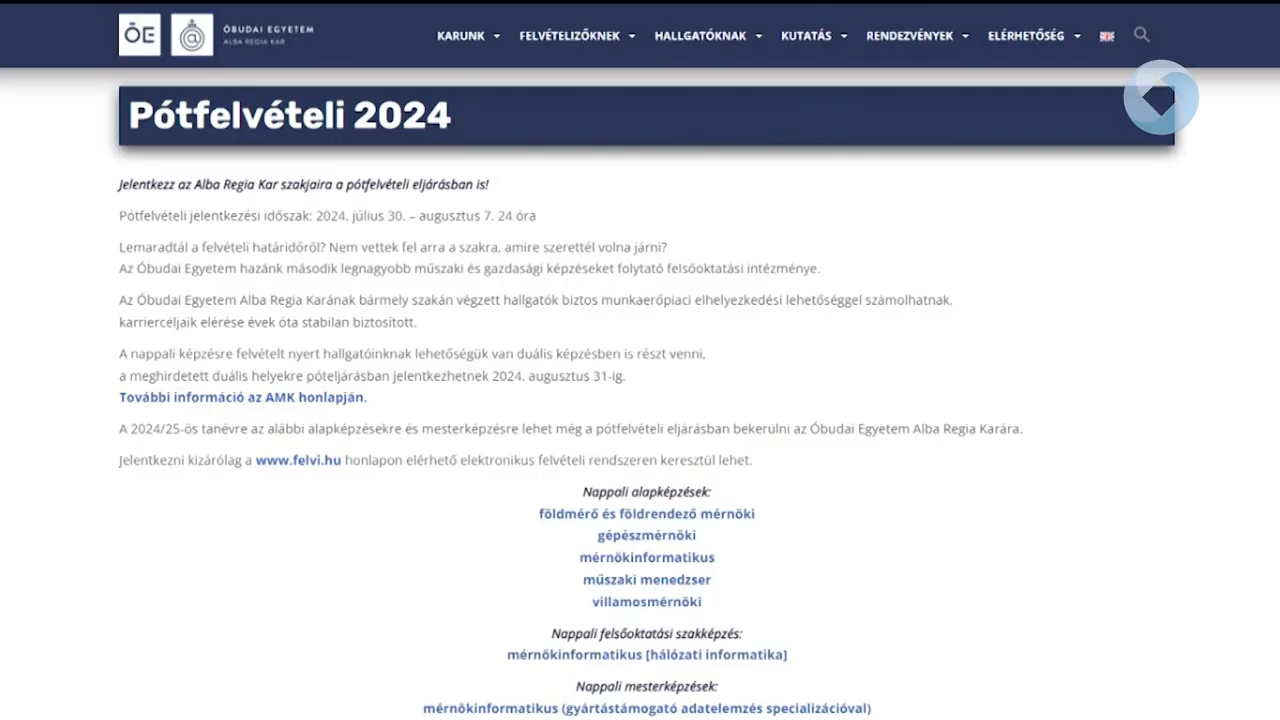 ŐE
ÓBUDAI EGYETEM
ALBA REGIA KAR
KARUNK FELVÉTELIZŐKNEK HALLGATÓKNAK KUTATÁS RENDEZVÉNYEK ELÉRHETŐSÉG
Pótfelvételi 2024
Jelentkezz az Alba Regia Kar szakjaira a pótfelvételi eljárásban is!
Pótfelvételi jelentkezési időszak: 2024. július 30. – augusztus 7. 24 óra
Lemaradtál a felvételi határidőről? Nem vettek fel arra a szakra, amire szerettél volna járni?
Az Óbudai Egyetem hazánk második legnagyobb műszaki és gazdasági képzéseket folytató felsőoktatási intézménye.
Az Óbudai Egyetem Alba Regia Karának bármely szakán végzett hallgatók biztos munkaerőpiaci elhelyezkedési lehetőséggel számolhatnak,
karriercéljaik elérése évek óta stabilan biztosított.
A nappali képzésre felvételt nyert hallgatóinknak lehetőségük van duális képzésben is részt venni,
a meghirdetett duális helyekre póteljárásban jelentkezhetnek 2024. augusztus 31-ig.
További információ az AMK honlapján.
A 2024/25-ös tanévre az alábbi alapképzésekre és mesterképzésre lehet még a pótfelvételi eljárásban bekerülni az Óbudai Egyetem Alba Regia Karára.
Jelentkezni kizárólag a www.felvi.hu honlapon elérhető elektronikus felvételi rendszeren keresztül lehet.
Nappali alapképzések:
földmérő és földrendező mérnöki
gépészmérnöki
mérnökinformatikus
műszaki menedzser
villamosmérnöki
Nappali felsőoktatási szakképzés:
mérnökinformatikus [hálózati informatika]
Nappali mesterképzések:
mérnökinformatikus (gyártástámogató adatelemzés specializációval)